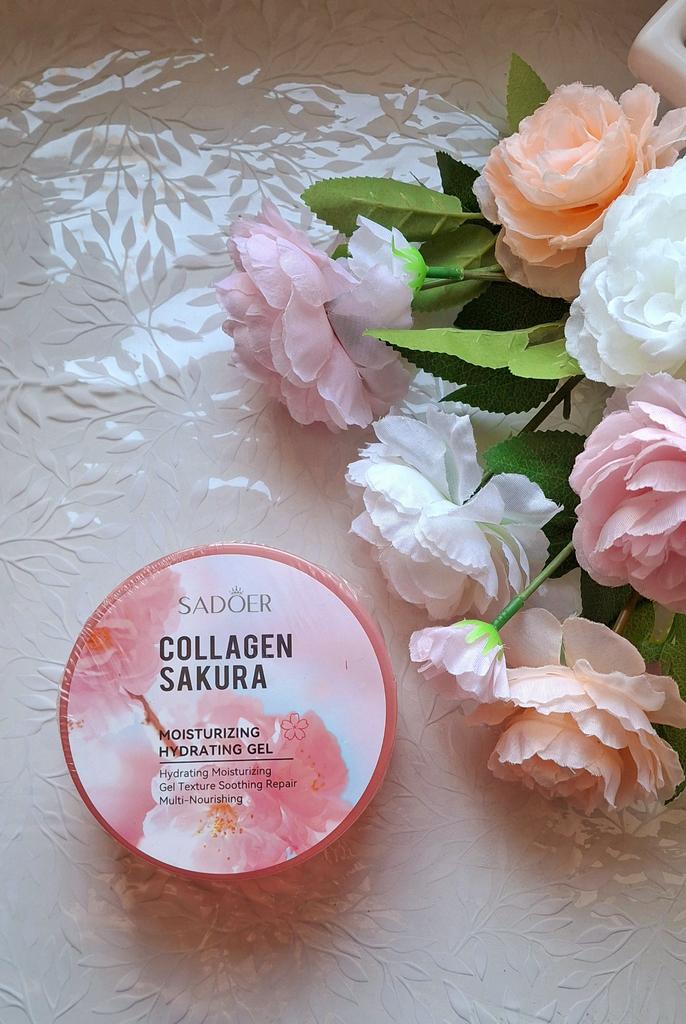 SADOER
COLLAGEN
SAKURA
MOISTURIZING
HYDRATING GEL
Hydrating Moisturizing
Gel Texture Soothing Repair
Multi-Nourishing